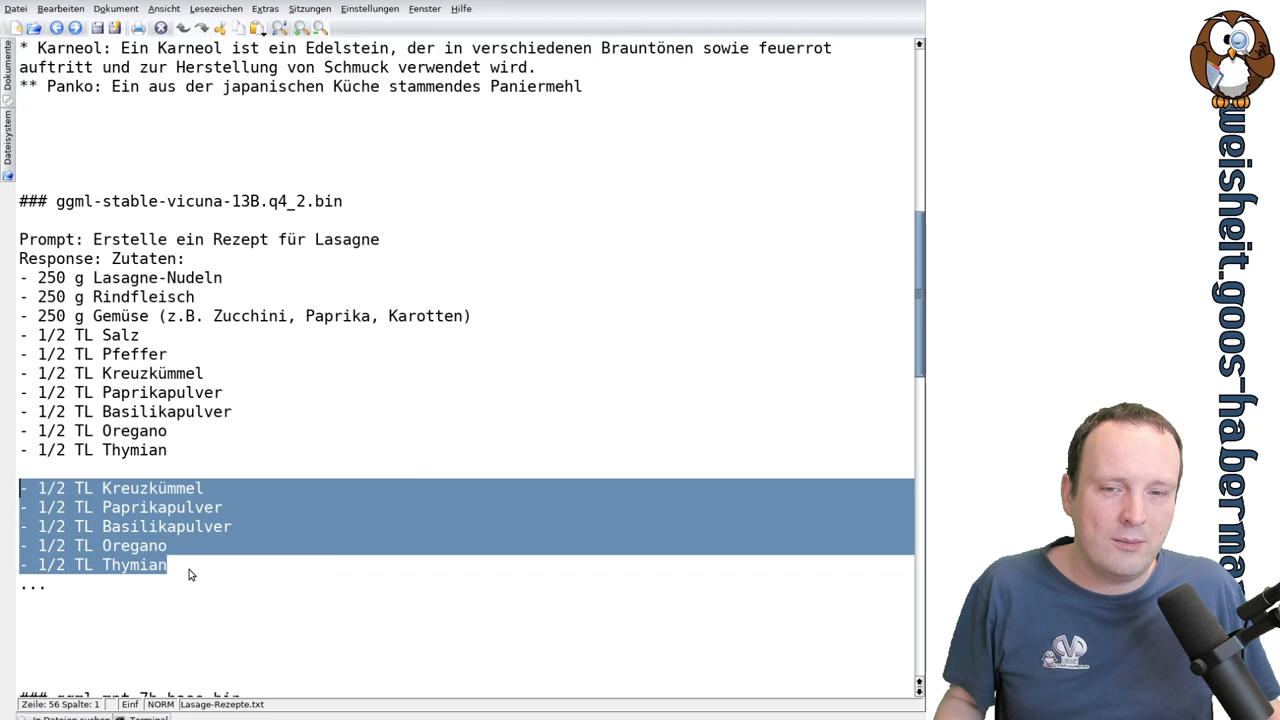 Datei Bearbeiten Dokument Ansicht Lesezeichen Extras Sitzungen Einstellungen Fenster Hilfe
Dokumente
Dateisystem
* Karneol: Ein Karneol ist ein Edelstein, der in verschiedenen Brauntönen sowie feuerrot
auftritt und zur Herstellung von Schmuck verwendet wird.
** Panko: Ein aus der japanischen Küche stammendes Paniermehl
### ggml-stable-vicuna-13B.q4_2.bin
Prompt: Erstelle ein Rezept für Lasagne
Response: Zutaten:
- 250 g Lasagne-Nudeln
- 250 g Rindfleisch
- 250 g Gemüse (z.B. Zucchini, Paprika, Karotten)
- 1/2 TL Salz
- 1/2 TL Pfeffer
- 1/2 TL Kreuzkümmel
- 1/2 TL Paprikapulver
- 1/2 TL Basilikapulver
- 1/2 TL Oregano
- 1/2 TL Thymian
- 1/2 TL Kreuzkümmel
- 1/2 TL Paprikapulver
- 1/2 TL Basilikapulver
- 1/2 TL Oregano
- 1/2 TL Thymian
...
Zeile: 56 Spalte: 1 Einf NORM Lasage-Rezepte.txt
In Dateien suchen Terminal
weisheit.goos-haberma